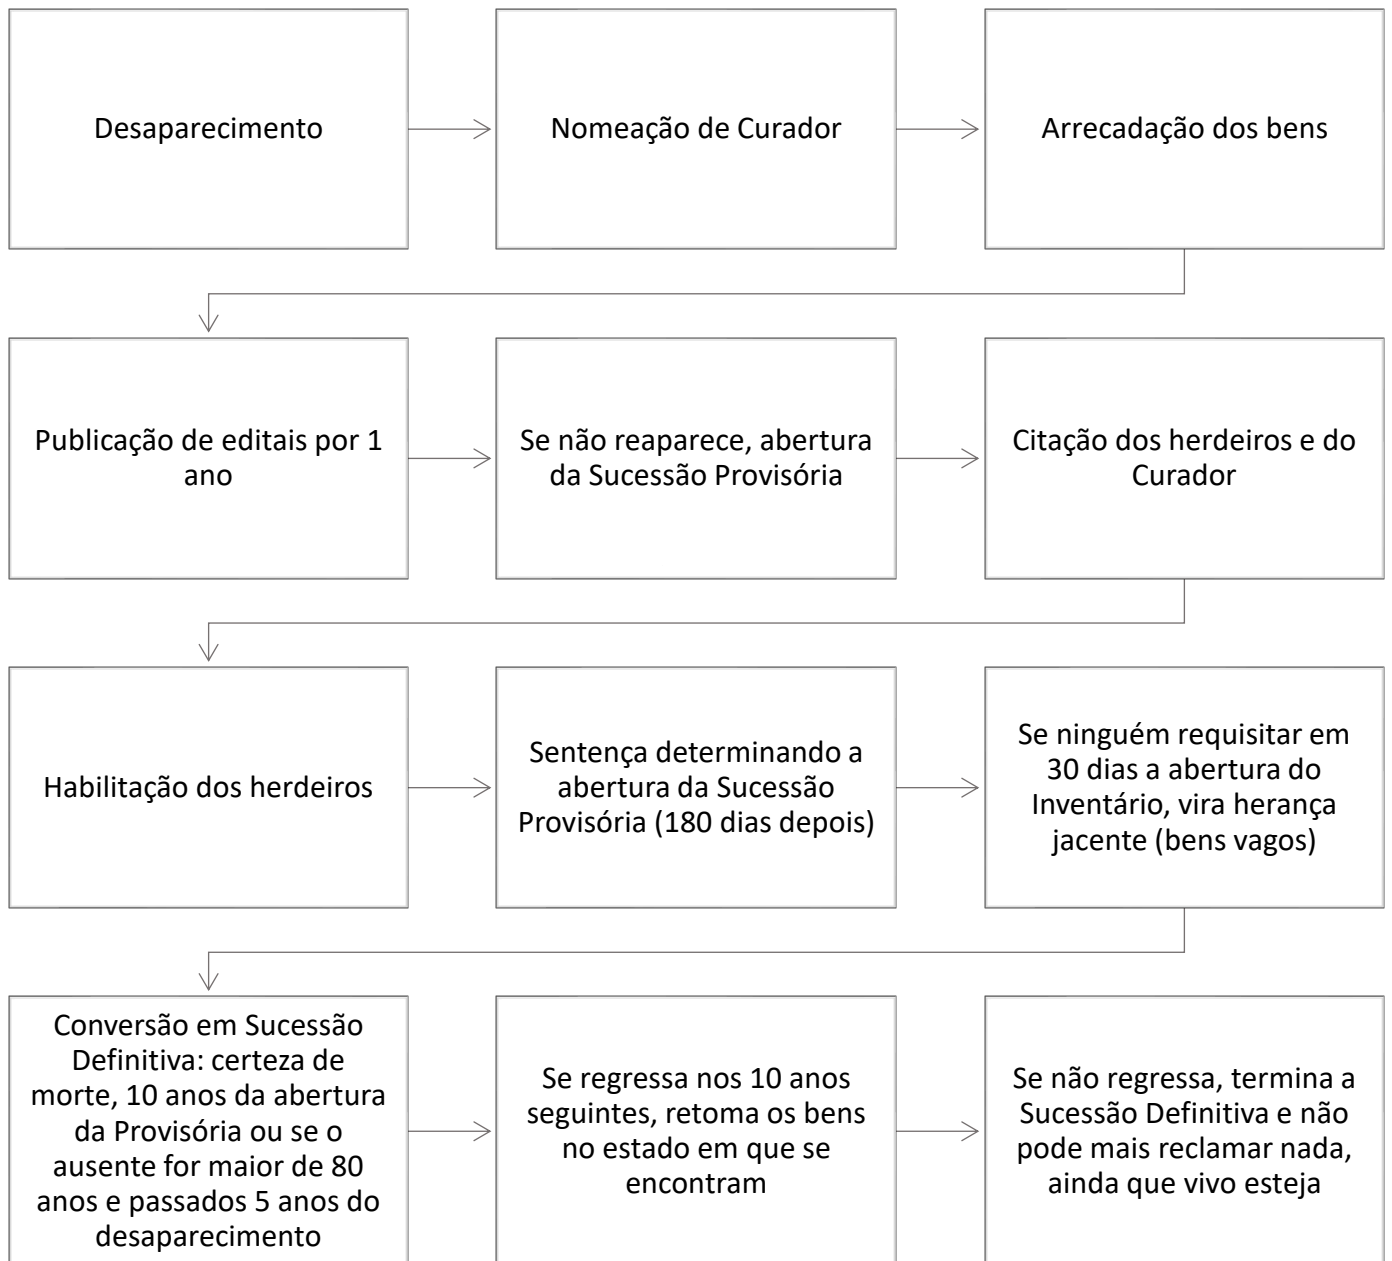 Desaparecimento
Nomeação de Curador
Arrecadação dos bens
Publicação de editais por 1
ano
Se não reaparece, abertura
da Sucessão Provisória
Citação dos herdeiros e do
Curador
Habilitação dos herdeiros
Sentença determinando a
abertura da Sucessão
Provisória (180 dias depois)
Se ninguém requisitar em
30 dias a abertura do
Inventário, vira herança
jacente (bens vagos)
Conversão em Sucessão
Definitiva: certeza de
morte, 10 anos da abertura
da Provisória ou se o
ausente for maior de 80
anos e passados 5 anos do
desaparecimento
Se regressa nos 10 anos
seguintes, retoma os bens
no estado em que se
encontram
Se não regressa, termina a
Sucessão Definitiva e não
pode mais reclamar nada,
ainda que vivo esteja